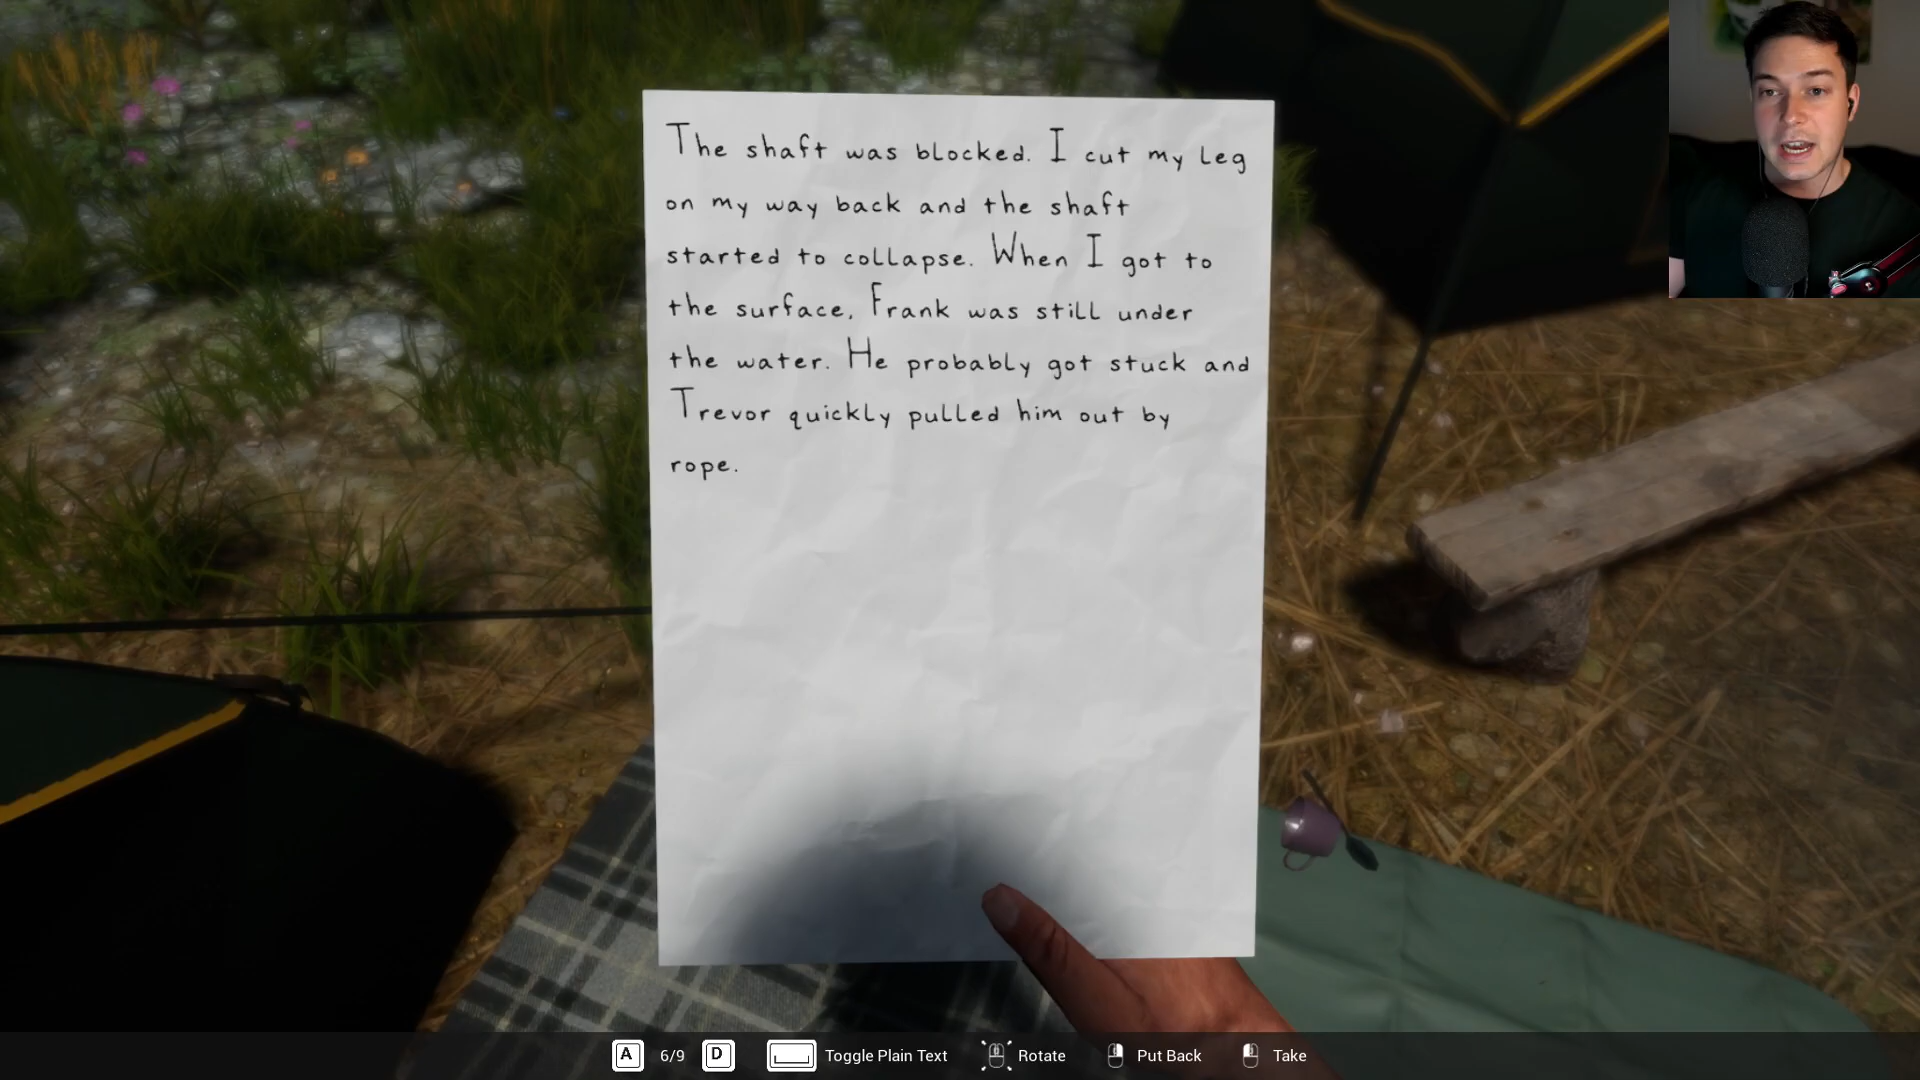 The shaft was blocked. I cut my leg
on my way back and the shaft
started to collapse. When I got to
the surface, Frank was still under
the water. He probably got stuck and
Trevor quickly pulled him out by
rope.
A 6/9 D Toggle Plain Text Rotate Put Back Take